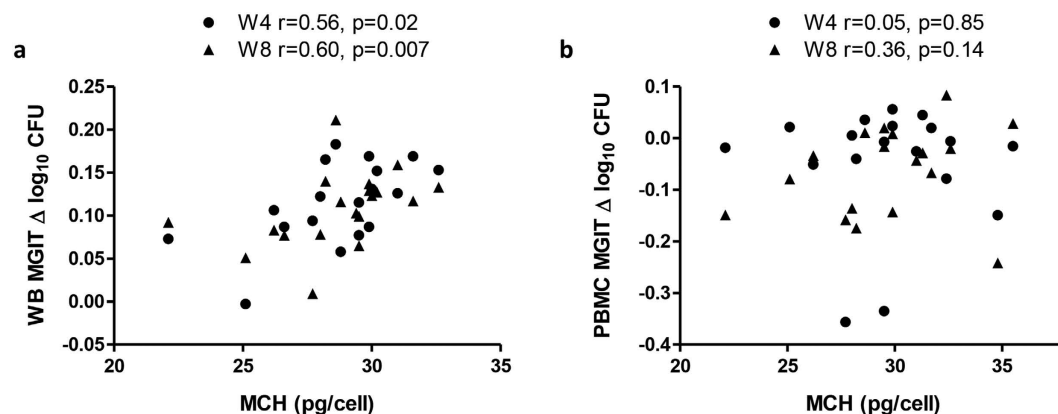 a
W4 r=0.56, p=0.02
W8 r=0.60, p=0.007
WB MGIT Δ log10 CFU
0.25
0.20
0.15
0.10
0.05
0.00
-0.05
20 25 30 35
MCH (pg/cell)
b
W4 r=0.05, p=0.85
W8 r=0.36, p=0.14
PBMC MGIT Δ log10 CFU
0.1
0.0
-0.1
-0.2
-0.3
-0.4
20 25 30 35
MCH (pg/cell)